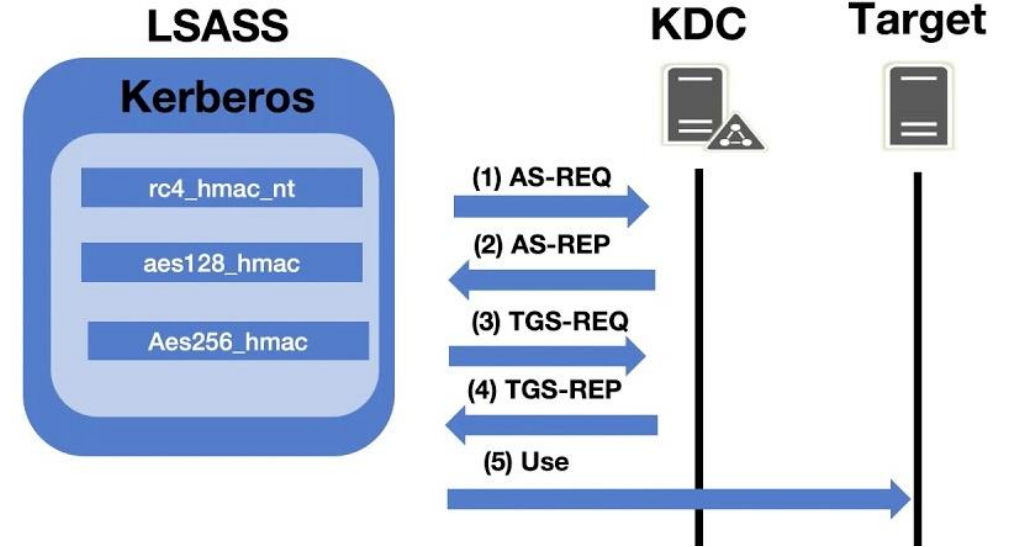 LSASS
KDC
Target
Kerberos
rc4_hmac_nt
aes128_hmac
Aes256_hmac
(1) AS-REQ
(2) AS-REP
(3) TGS-REQ
(4) TGS-REP
(5) Use